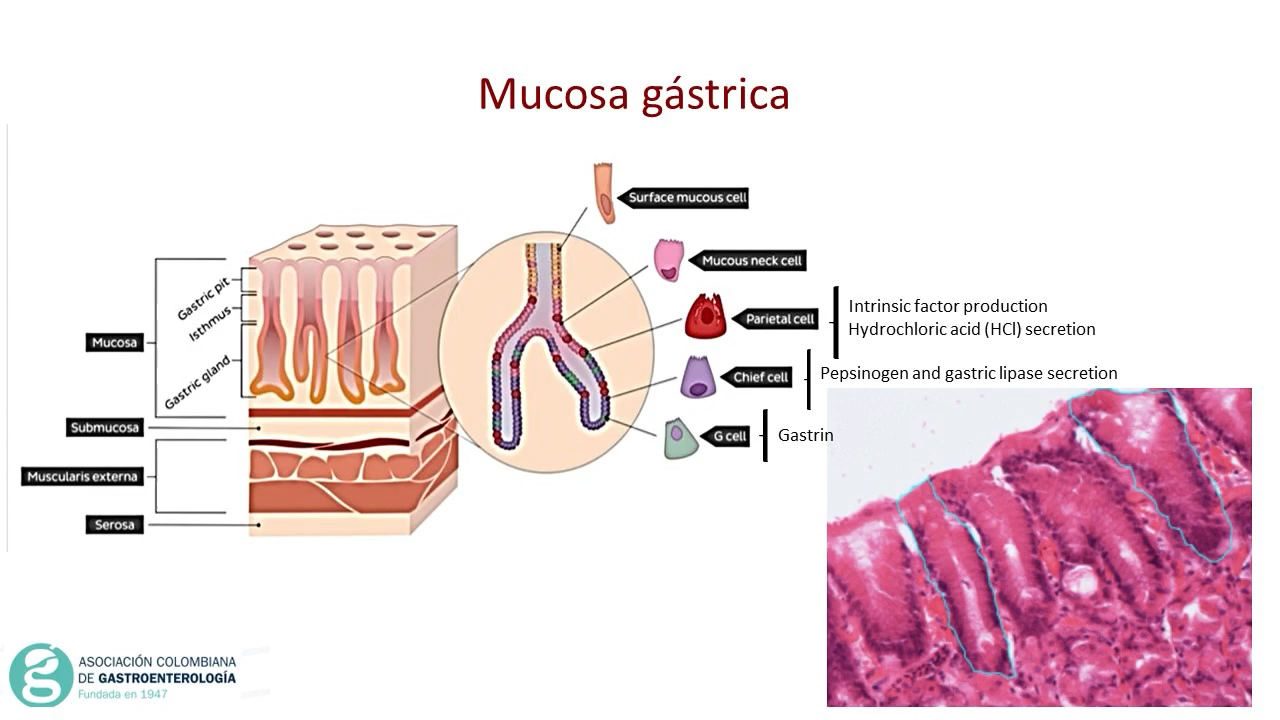 Mucosa gástrica
Surface mucous cell
Mucous neck cell
Parietal cell
Intrinsic factor production
Hydrochloric acid (HCl) secretion
Chief cell
Pepsinogen and gastric lipase secretion
G cell
Gastrin
Gastric pit
Isthmus
Gastric gland
Mucosa
Submucosa
Muscularis externa
Serosa
ASOCIACIÓN COLOMBIANA
DE GASTROENTEROLOGÍA
Fundada en 1947